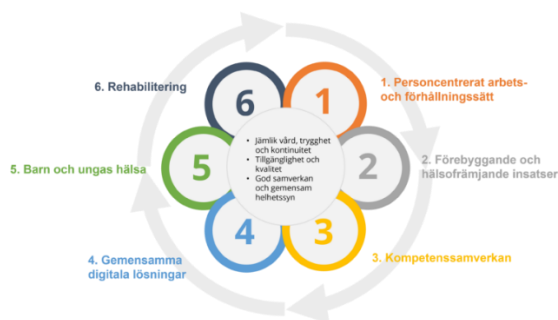 6. Rehabilitering
1. Personcentrerat arbets-
och förhållningssätt
6
1
• Jämlik vård, trygghet
och kontinuitet
• Tillgänglighet och
kvalitet
• God samverkan
och gemensam
helhetssyn
5. Barn och ungas hälsa
5
2
2. Förebyggande och
hälsofrämjande insatser
4
3
4. Gemensamma
digitala lösningar
3. Kompetenssamverkan